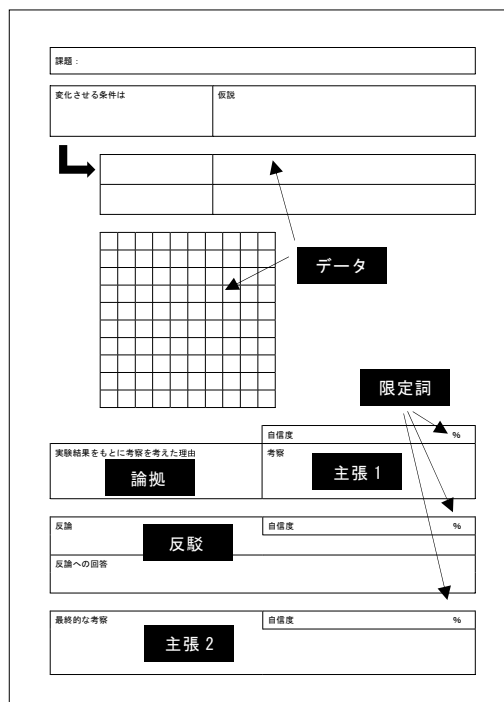 課題：
変化させる条件は
仮説
データ
限定詞
自信度 %
実験結果をもとに考察を考えた理由
考察
論拠
主張1
反論
自信度 %
反駁
反論への回答
最終的な考察
自信度 %
主張2